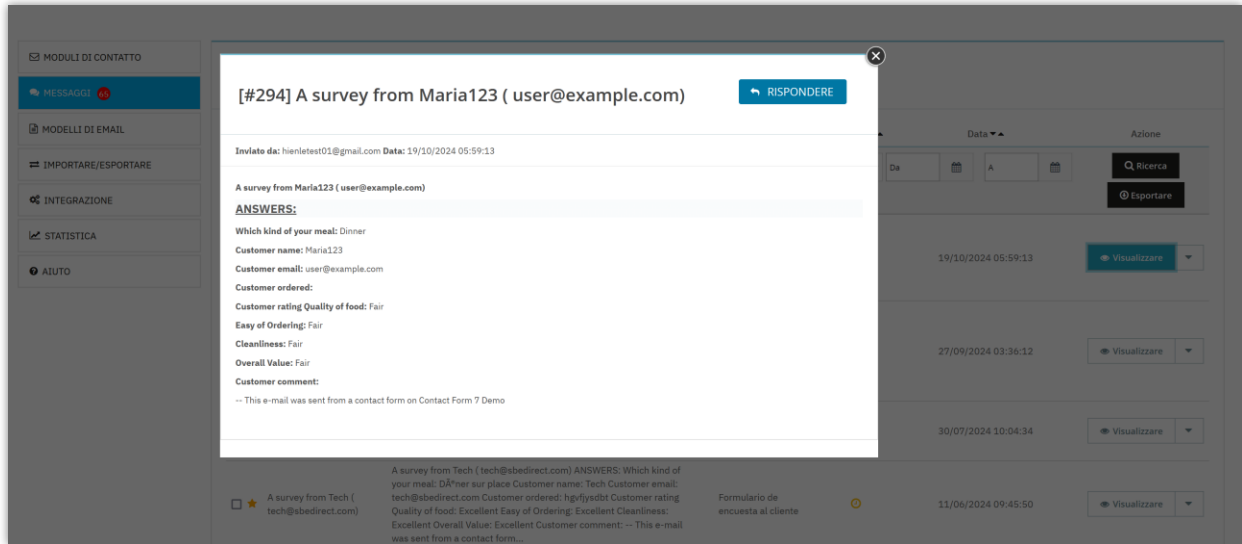 MODULI DI CONTATTO
MESSAGGI 65
MODELLI DI EMAIL
IMPORTARE/ESPORTARE
INTEGRAZIONE
STATISTICA
AIUTO
[#294] A survey from Maria123 ( user@example.com)
RISPONDERE
Inviato da: hienletest01@gmail.com Data: 19/10/2024 05:59:13
A survey from Maria123 ( user@example.com)
ANSWERS:
Which kind of your meal: Dinner
Customer name: Maria123
Customer email: user@example.com
Customer ordered:
Customer rating Quality of food: Fair
Easy of Ordering: Fair
Cleanliness: Fair
Overall Value: Fair
Customer comment:
-- This e-mail was sent from a contact form on Contact Form 7 Demo
Data Azione
Da A Ricerca
Esportare
19/10/2024 05:59:13 Visualizzare
27/09/2024 03:36:12 Visualizzare
30/07/2024 10:04:34 Visualizzare
A survey from Tech (
tech@sbedirect.com)
A survey from Tech ( tech@sbedirect.com) ANSWERS: Which kind of
your meal: DÃ®ner sur place Customer name: Tech Customer email:
tech@sbedirect.com Customer ordered: hgvfjysdbt Customer rating
Quality of food: Excellent Easy of Ordering: Excellent Cleanliness:
Excellent Overall Value: Excellent Customer comment: -- This e-mail
was sent from a contact form...
Formulario de
encuesta al cliente
11/06/2024 09:45:50 Visualizzare